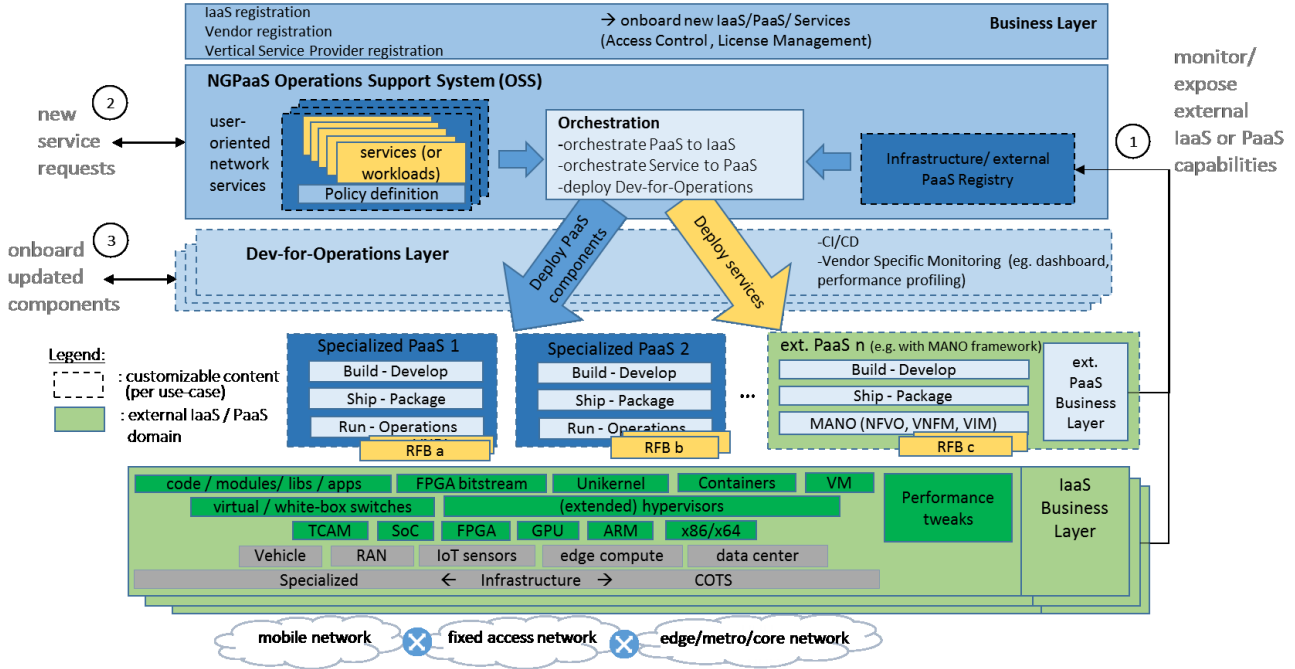 IaaS registration
Vendor registration
Vertical Service Provider registration
→ onboard new IaaS/PaaS/ Services
(Access Control , License Management)
Business Layer
NGPaaS Operations Support System (OSS)
user-
oriented
network
services
services (or
workloads)
Policy definition
Orchestration
-orchestrate PaaS to IaaS
-orchestrate Service to PaaS
-deploy Dev-for-Operations
Infrastructure/ external
PaaS Registry
1
monitor/
expose
external
IaaS or PaaS
capabilities
2
new
service
requests
3
onboard
updated
components
Dev-for-Operations Layer
-CI/CD
-Vendor Specific Monitoring (eg. dashboard,
performance profiling)
Deploy PaaS
components
Deploy services
Legend:
: customizable content
(per use-case)
: external IaaS / PaaS
domain
Specialized PaaS 1
Build - Develop
Ship - Package
Run - Operations
RFB a
Specialized PaaS 2
Build - Develop
Ship - Package
Run - Operations
RFB b
...
ext. PaaS n (e.g. with MANO framework)
Build - Develop
Ship - Package
MANO (NFVO, VNFM, VIM)
RFB c
ext.
PaaS
Business
Layer
code / modules/ libs / apps
FPGA bitstream
Unikernel
Containers
VM
virtual / white-box switches
(extended) hypervisors
TCAM
SoC
FPGA
GPU
ARM
x86/x64
Performance
tweaks
IaaS
Business
Layer
Vehicle
RAN
IoT sensors
edge compute
data center
Specialized ← Infrastructure → COTS
mobile network
fixed access network
edge/metro/core network